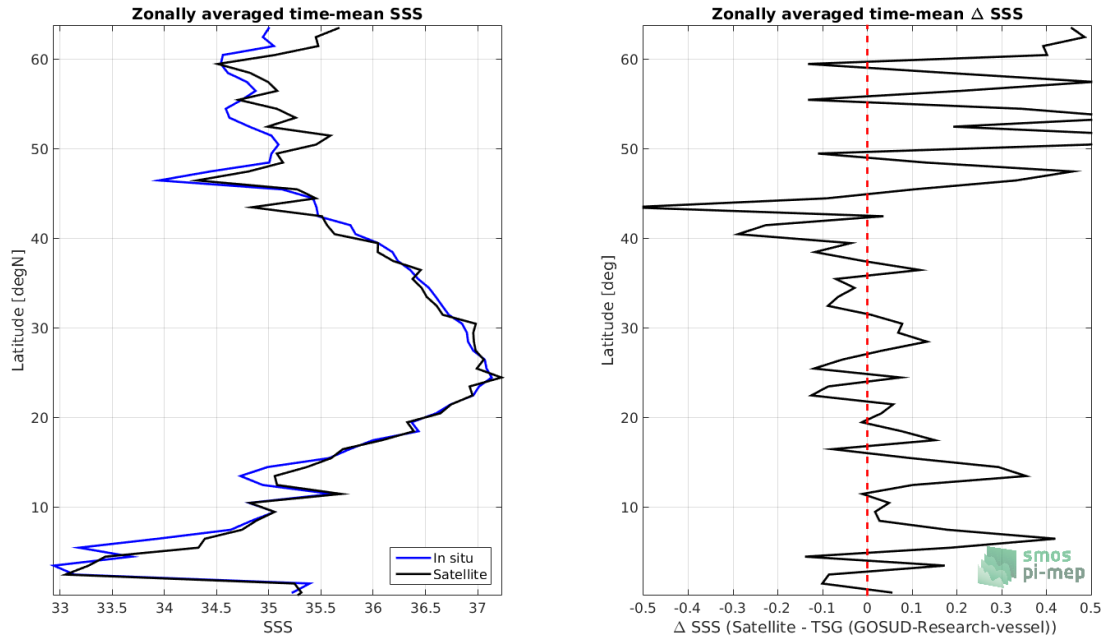 Zonally averaged time-mean SSS
Latitude [degN]
60
50
40
30
20
10
33 33.5 34 34.5 35 35.5 36 36.5 37
SSS
In situ
Satellite
Zonally averaged time-mean Δ SSS
Latitude [deg]
60
50
40
30
20
10
-0.5 -0.4 -0.3 -0.2 -0.1 0 0.1 0.2 0.3 0.4 0.5
Δ SSS (Satellite - TSG (GOSUD-Research-vessel))
smos
pi-mep